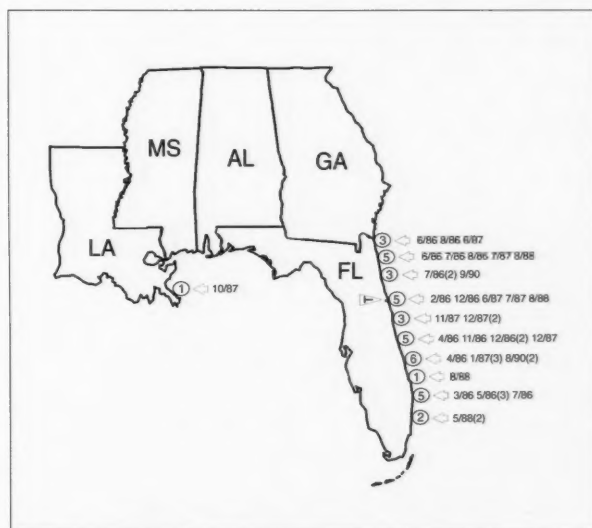 MS
AL
GA
LA
FL
3 6/86 8/86 6/87
5 6/86 7/86 8/86 7/87 8/88
3 7/86(2) 9/90
1 10/87
5 2/86 12/86 6/87 7/87 8/88
3 11/87 12/87(2)
5 4/86 11/86 12/86(2) 12/87
6 4/86 1/87(3) 8/90(2)
1 8/88
5 3/86 5/86(3) 7/86
2 5/88(2)